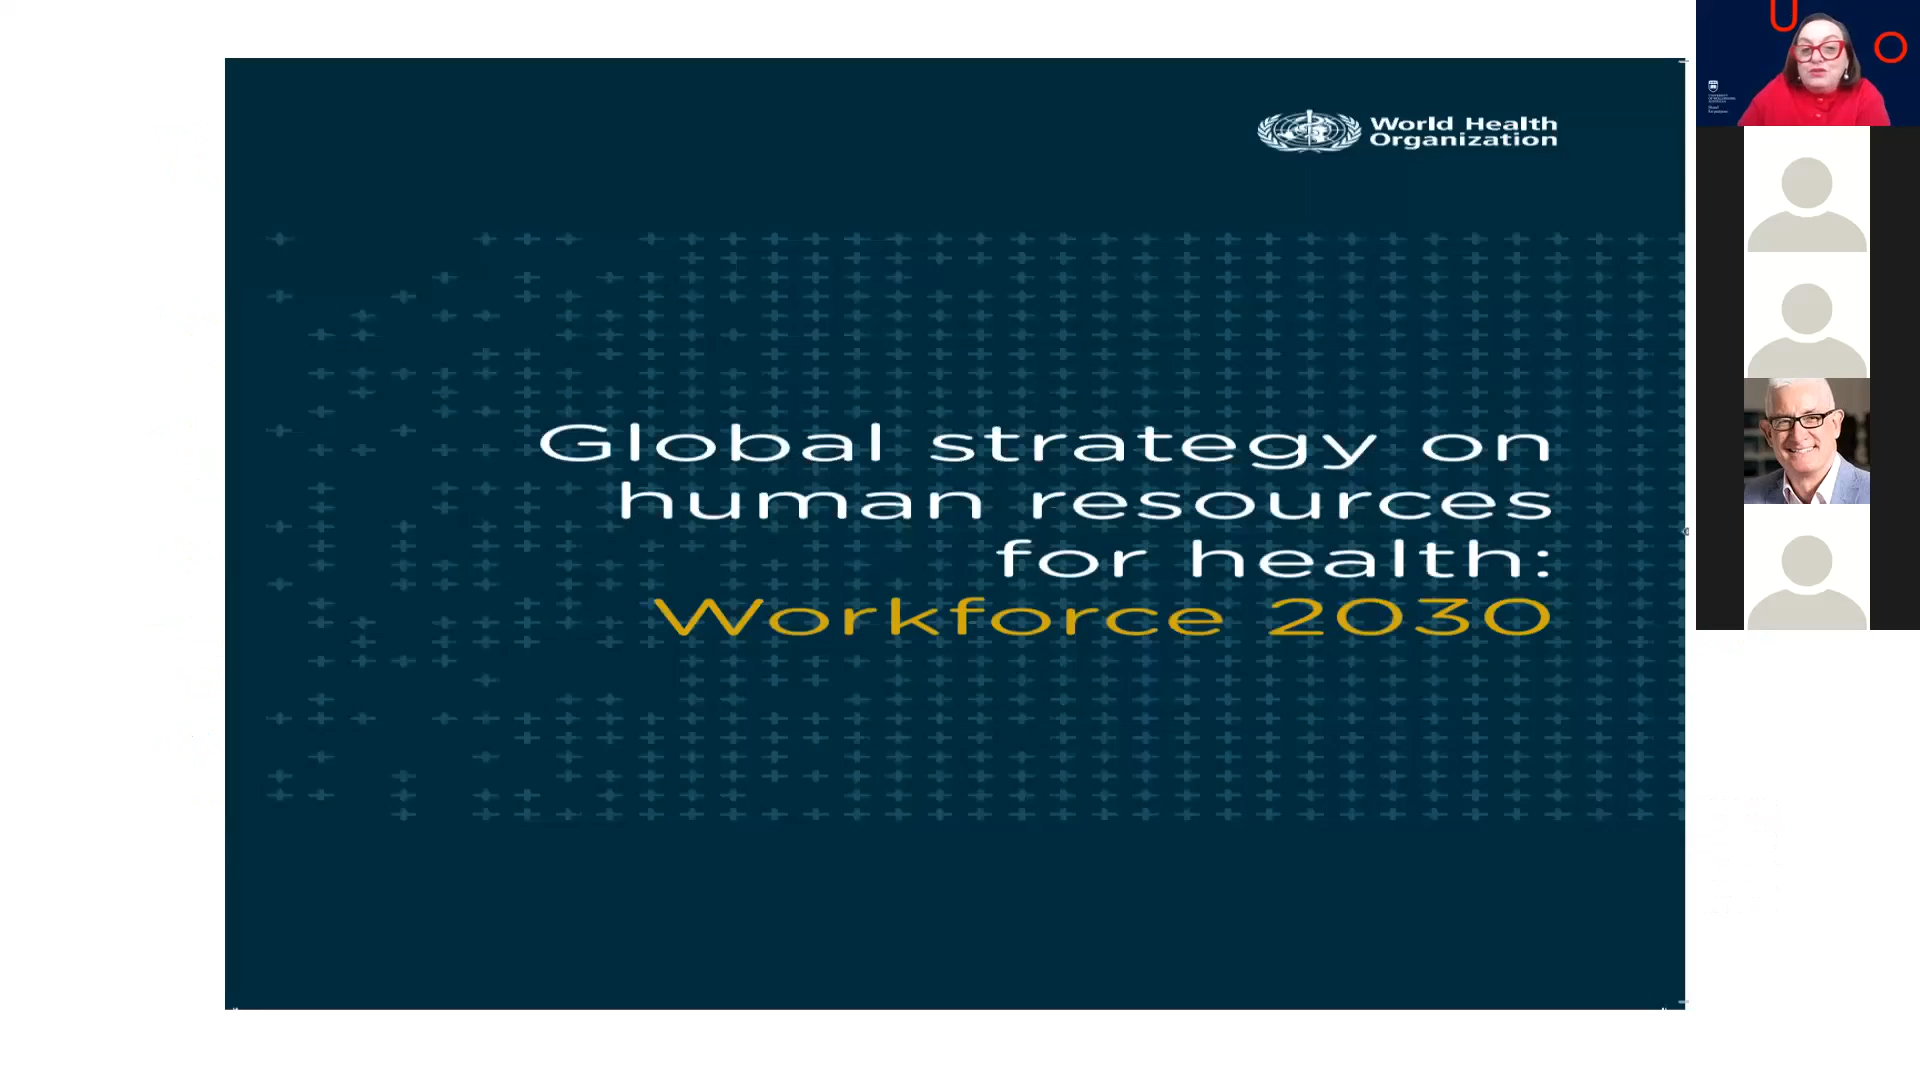 World Health
Organization
Global strategy on
human resources
for health:
Workforce 2030